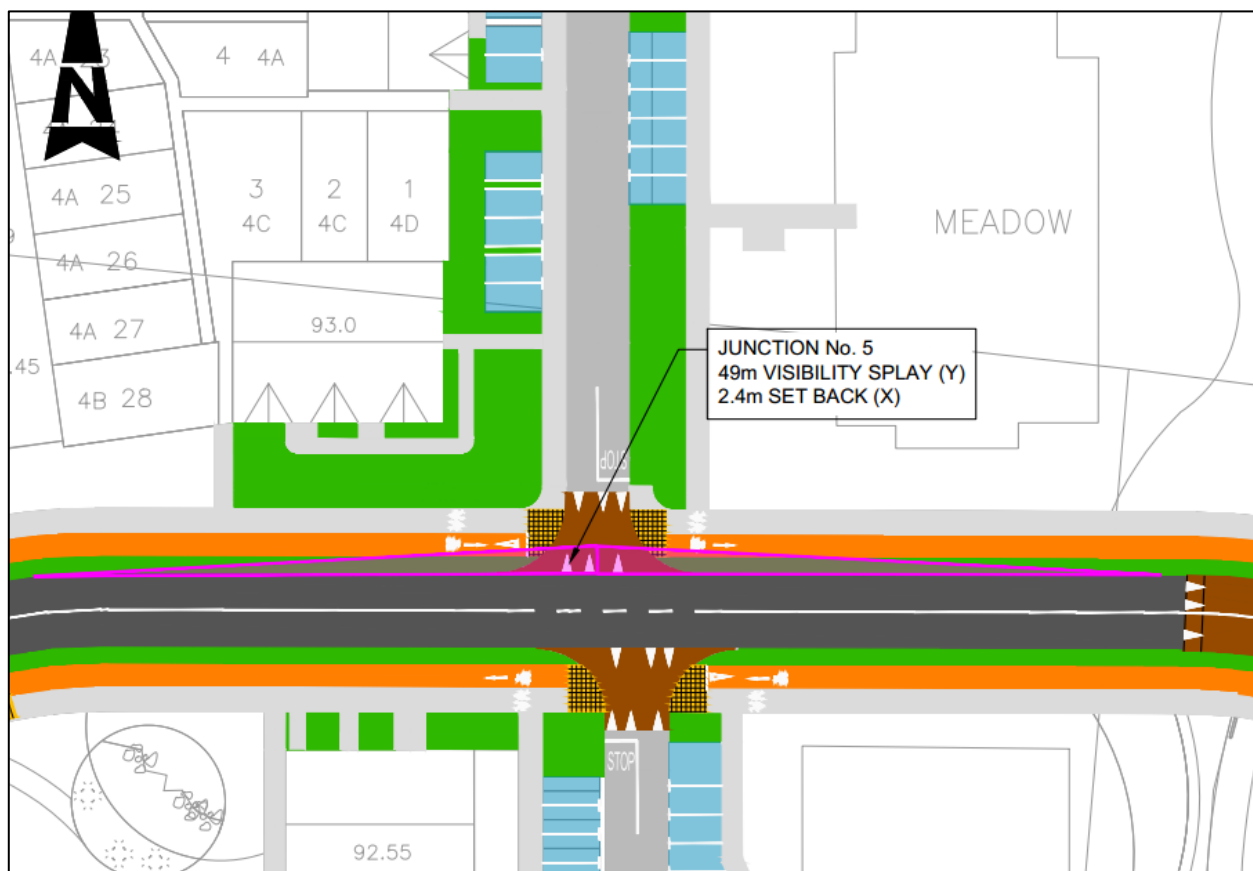 4A 23
4 4A
N
4A 25
3
2
1
4C
4C
4D
MEADOW
4A 26
4A 27
93.0
.45
JUNCTION No. 5
49m VISIBILITY SPLAY (Y)
2.4m SET BACK (X)
4B 28
STOP
STOP
92.55